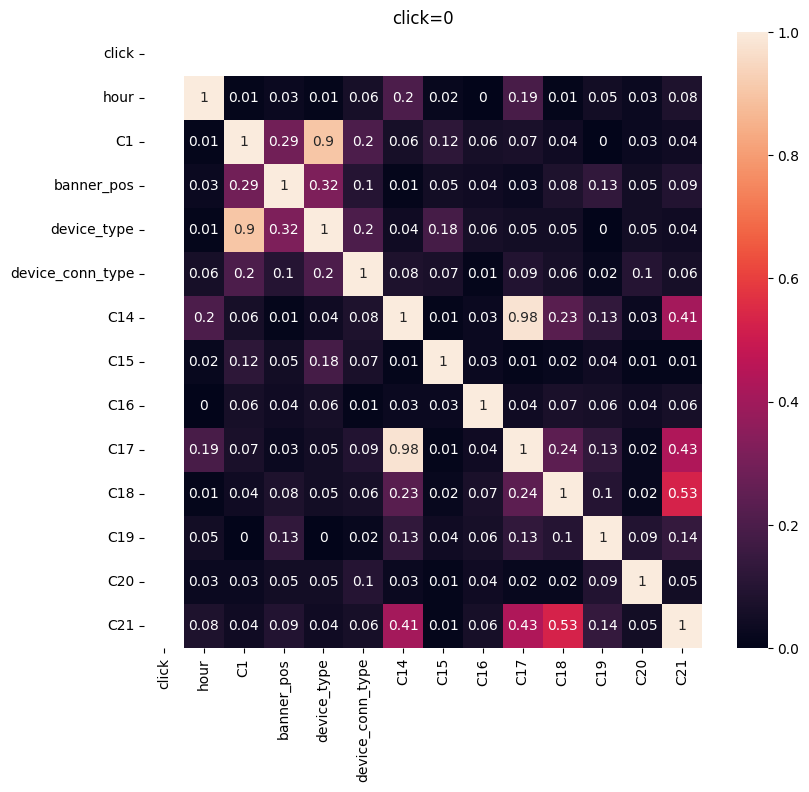 click=0
click
hour 1 0.01 0.03 0.01 0.06 0.2 0.02 0 0.19 0.01 0.05 0.03 0.08
C1 0.01 1 0.29 0.9 0.2 0.06 0.12 0.06 0.07 0.04 0 0.03 0.04
banner_pos 0.03 0.29 1 0.32 0.1 0.01 0.05 0.04 0.03 0.08 0.13 0.05 0.09
device_type 0.01 0.9 0.32 1 0.2 0.04 0.18 0.06 0.05 0.05 0 0.05 0.04
device_conn_type 0.06 0.2 0.1 0.2 1 0.08 0.07 0.01 0.09 0.06 0.02 0.1 0.06
C14 0.2 0.06 0.01 0.04 0.08 1 0.01 0.03 0.98 0.23 0.13 0.03 0.41
C15 0.02 0.12 0.05 0.18 0.07 0.01 1 0.03 0.01 0.02 0.04 0.01 0.01
C16 0 0.06 0.04 0.06 0.01 0.03 0.03 1 0.04 0.07 0.06 0.04 0.06
C17 0.19 0.07 0.03 0.05 0.09 0.98 0.01 0.04 1 0.24 0.13 0.02 0.43
C18 0.01 0.04 0.08 0.05 0.06 0.23 0.02 0.07 0.24 1 0.1 0.02 0.53
C19 0.05 0 0.13 0 0.02 0.13 0.04 0.06 0.13 0.1 1 0.09 0.14
C20 0.03 0.03 0.05 0.05 0.1 0.03 0.01 0.04 0.02 0.02 0.09 1 0.05
C21 0.08 0.04 0.09 0.04 0.06 0.41 0.01 0.06 0.43 0.53 0.14 0.05 1
click hour C1 banner_pos device_type device_conn_type C14 C15 C16 C17 C18 C19 C20 C21
1.0
0.8
0.6
0.4
0.2
0.0